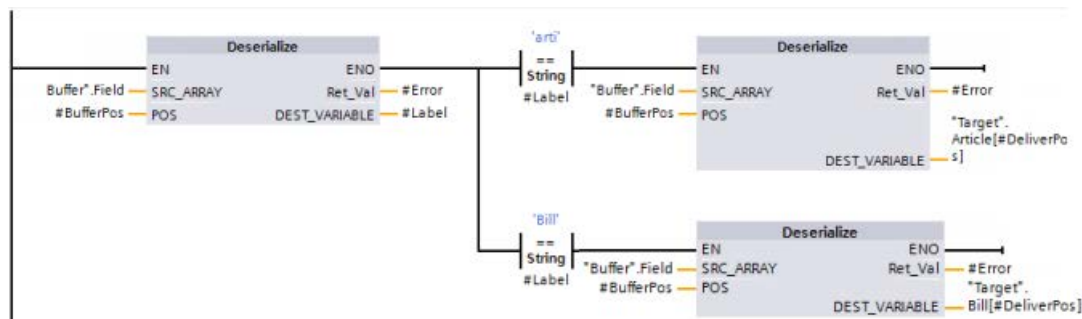 Deserialize
EN
ENO
Buffer".Field
SRC_ARRAY
Ret_Val
#Error
#BufferPos
POS
DEST_VARIABLE
#Label
'arti'
==
String
#Label
Deserialize
EN
ENO
"Buffer".Field
SRC_ARRAY
Ret_Val
#Error
#BufferPos
POS
"Target".
Article[#DeliverPo
s]
DEST_VARIABLE
'Bill'
==
String
#Label
Deserialize
EN
ENO
"Buffer".Field
SRC_ARRAY
Ret_Val
#Error
#BufferPos
POS
"Target".
Bill[#DeliverPos]
DEST_VARIABLE